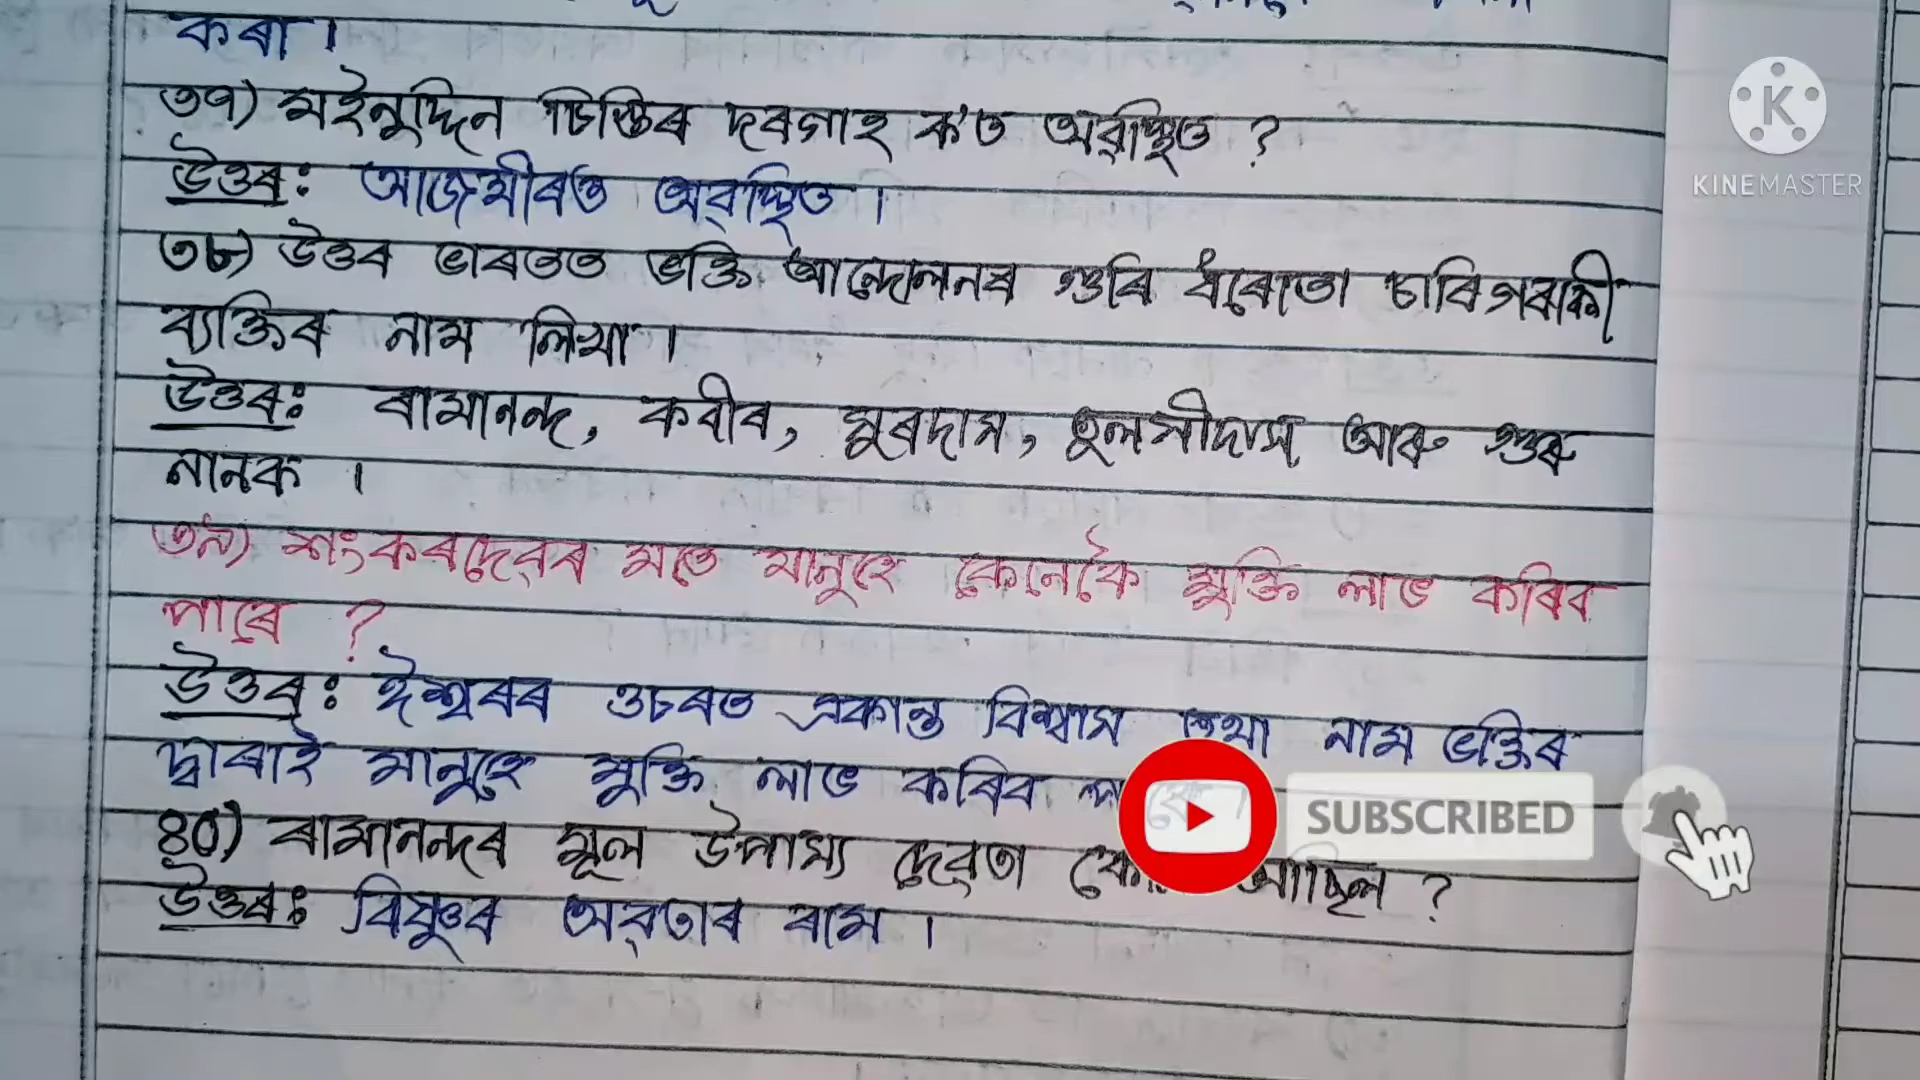 কৰা ।
৩৭) মইনুদ্দিন চিস্তিৰ দৰগাহ ক'ত অৱস্থিত ?
উত্তৰ: আজমীৰত অৱস্থিত ।
৩৮) উত্তৰ ভাৰতত ভক্তি আন্দোলনৰ গুৰি ধৰোতা চাৰিগৰাকী
ব্যক্তিৰ নাম লিখা ।
উত্তৰ: ৰামানন্দ, কবীৰ, সুৰদাস, তুলসীদাস আৰু গুৰু
নানক ।
৩৯) শংকৰদেৱৰ মতে মানুহে কেনেকৈ মুক্তি লাভ কৰিব
পাৰে ?
উত্তৰ: ঈশ্বৰৰ ওচৰত একান্ত বিশ্বাস তথা নাম ভক্তিৰ
দ্বাৰাই মানুহে মুক্তি লাভ কৰিব
৪০) ৰামানন্দৰ মূল উপাস্য দেৱতা আছিল ?
উত্তৰ: বিষ্ণুৰ অৱতাৰ ৰাম ।
K
KINEMASTER
SUBSCRIBED